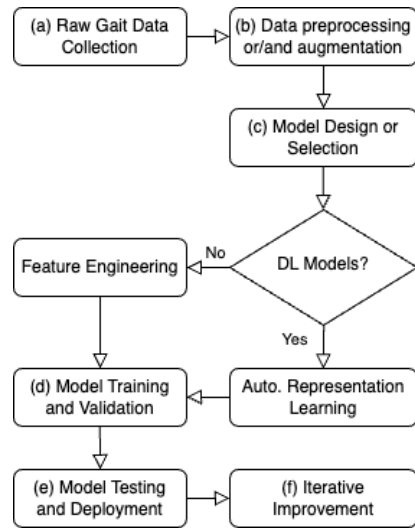 (a) Raw Gait Data
Collection
(b) Data preprocessing
or/and augmentation
(c) Model Design or
Selection
DL Models?
No
Feature Engineering
Yes
Auto. Representation
Learning
(d) Model Training
and Validation
(e) Model Testing
and Deployment
(f) Iterative
Improvement